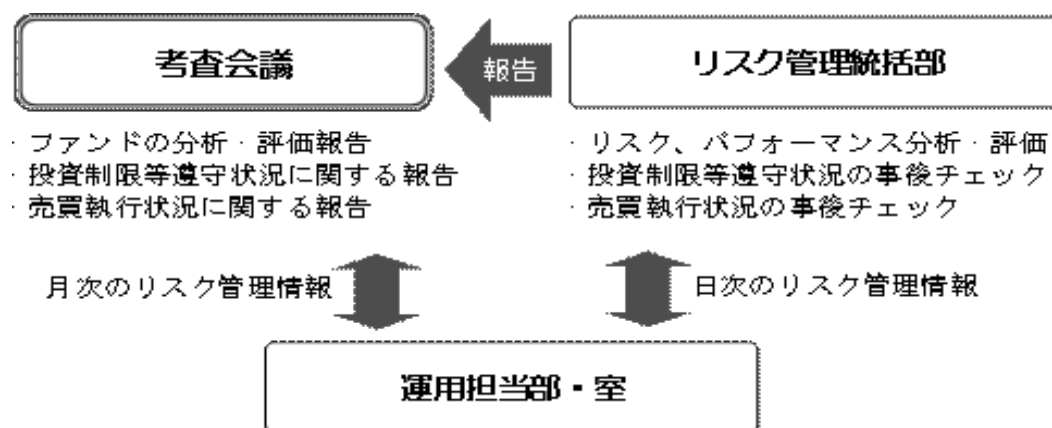 考査会議
報告
リスク管理統括部
・ファンドの分析・評価報告
・投資制限等遵守状況に関する報告
・売買執行状況に関する報告
・リスク、パフォーマンス分析・評価
・投資制限等遵守状況の事後チェック
・売買執行状況の事後チェック
月次のリスク管理情報
日次のリスク管理情報
運用担当部・室